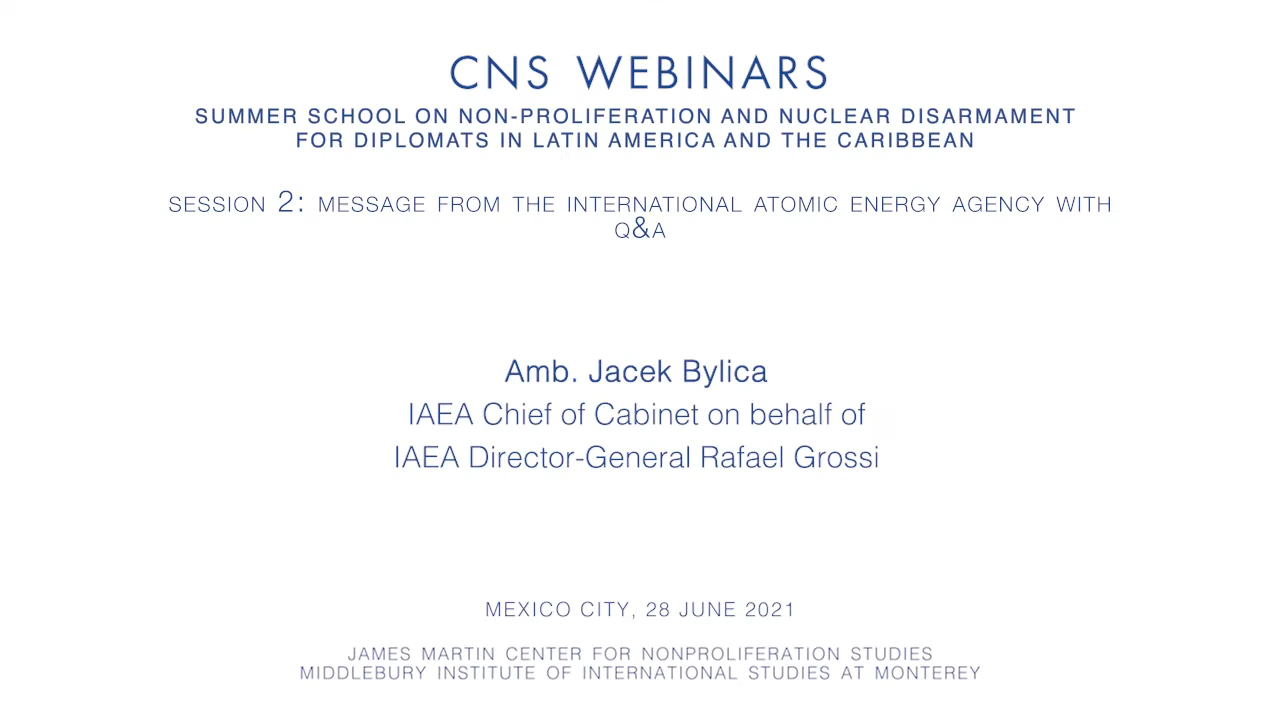 CNS WEBINARS
SUMMER SCHOOL ON NON-PROLIFERATION AND NUCLEAR DISARMAMENT
FOR DIPLOMATS IN LATIN AMERICA AND THE CARIBBEAN
SESSION 2: MESSAGE FROM THE INTERNATIONAL ATOMIC ENERGY AGENCY WITH
Q&A
Amb. Jacek Bylica
IAEA Chief of Cabinet on behalf of
IAEA Director-General Rafael Grossi
MEXICO CITY, 28 JUNE 2021
JAMES MARTIN CENTER FOR NONPROLIFERATION STUDIES
MIDDLEBURY INSTITUTE OF INTERNATIONAL STUDIES AT MONTEREY